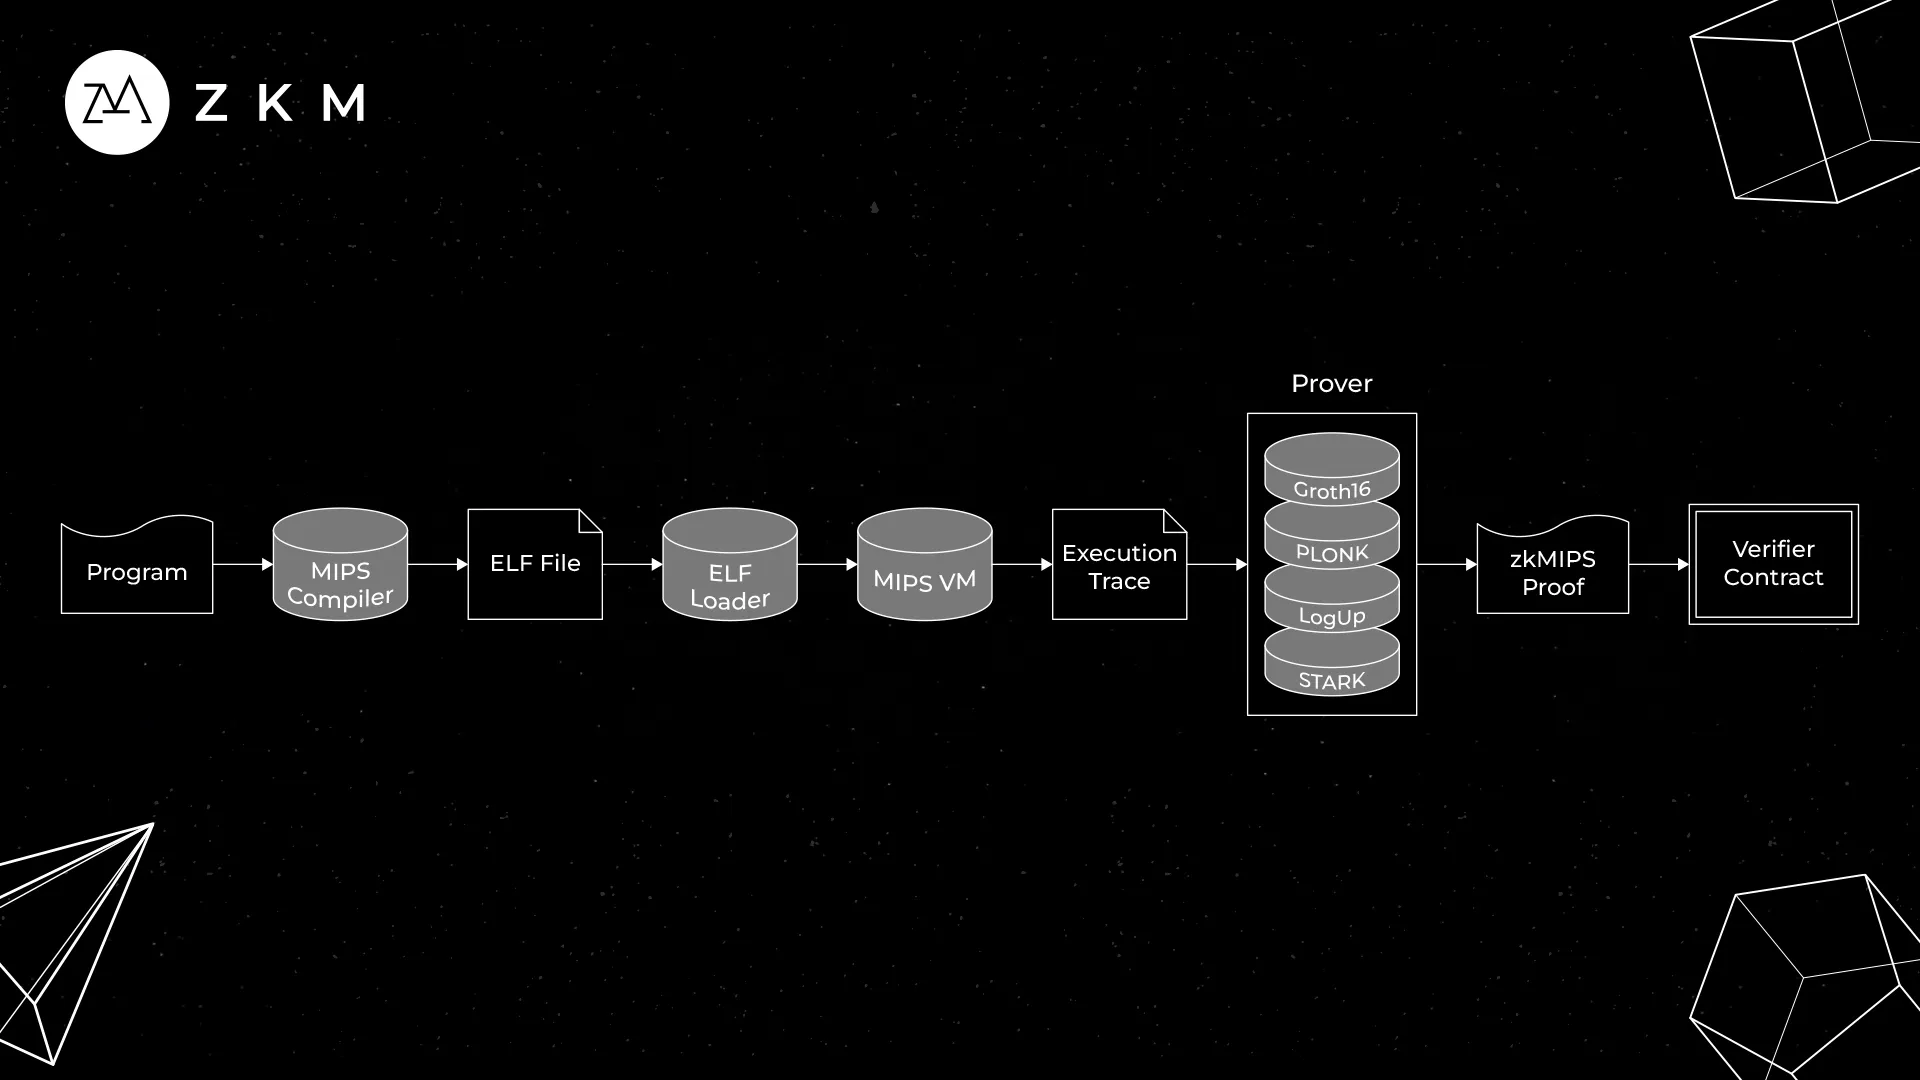 ZKM
Program
MIPS
Compiler
ELF File
ELF
Loader
MIPS VM
Execution
Trace
Prover
Groth16
PLONK
LogUp
STARK
zkMIPS
Proof
Verifier
Contract